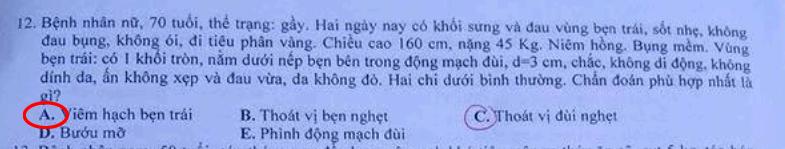 12. Bệnh nhân nữ, 70 tuổi, thể trạng: gầy. Hai ngày nay có khối sưng và đau vùng bẹn trái, sốt nhẹ, không
đau bụng, không ói, đi tiêu phân vàng. Chiều cao 160 cm, nặng 45 Kg. Niêm hồng. Bụng mềm. Vùng
bẹn trái: có 1 khối tròn, nằm dưới nếp bẹn bên trong động mạch đùi, d=3 cm, chắc, không di động, không
dính da, ấn không xẹp và đau vừa, da không đỏ. Hai chi dưới bình thường. Chẩn đoán phù hợp nhất là
gì?
A. Viêm hạch bẹn trái B. Thoát vị bẹn nghẹt C. Thoát vị đùi nghẹt
D. Bướu mỡ E. Phình động mạch đùi